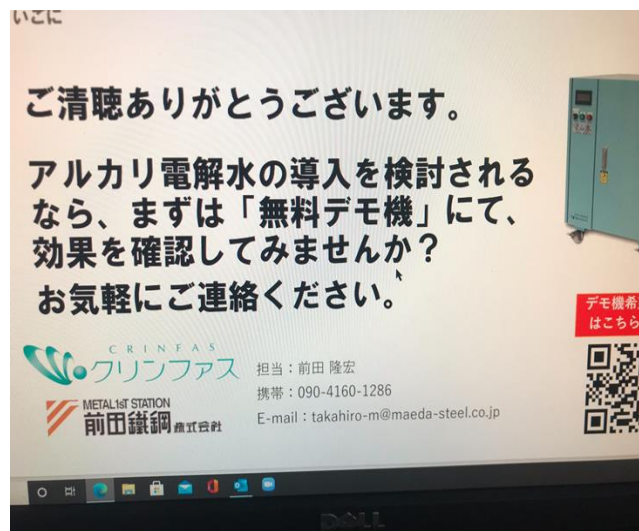 いごに
ご清聴ありがとうございます。
アルカリ電解水の導入を検討される
なら、まずは「無料デモ機」にて、
効果を確認してみませんか?
お気軽にご連絡ください。
デモ機希
はこちら
CRINFAS
クリンファス
METAL1ST STATION
前田鐵鋼株式会社
担当:前田 隆宏
携帯:090-4160-1286
E-mail:takahiro-m@maeda-steel.co.jp
DELL